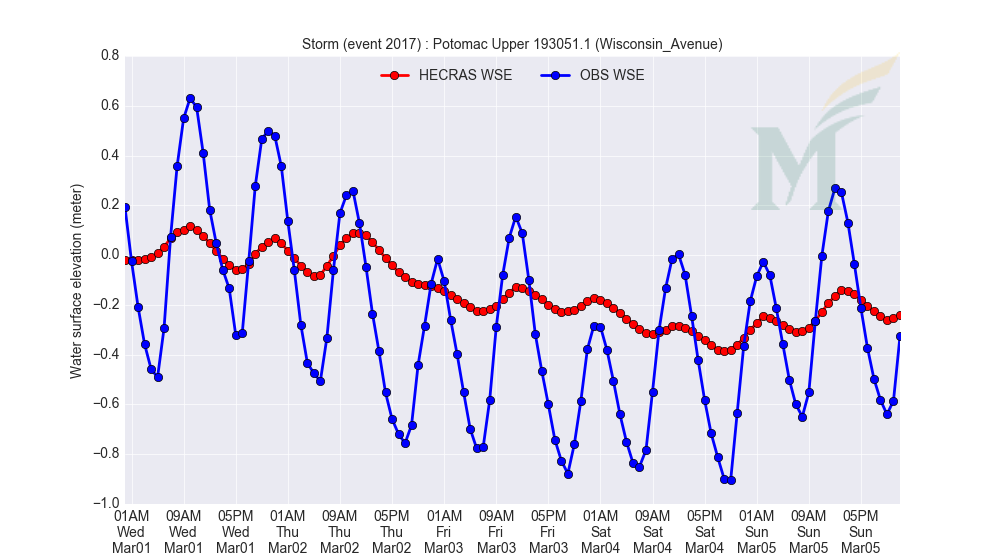 Storm (event 2017) : Potomac Upper 193051.1 (Wisconsin_Avenue)
HECRAS WSE
OBS WSE
M
Water surface elevation (meter)
0.8
0.6
0.4
0.2
0.0
−0.2
−0.4
−0.6
−0.8
−1.0
01AM 09AM 05PM 01AM 09AM 05PM 01AM 09AM 05PM 01AM 09AM 05PM 01AM 09AM 05PM
Wed Wed Wed Thu Thu Thu Fri Fri Fri Sat Sat Sat Sun Sun Sun
Mar01 Mar01 Mar01 Mar02 Mar02 Mar02 Mar03 Mar03 Mar03 Mar04 Mar04 Mar04 Mar05 Mar05 Mar05